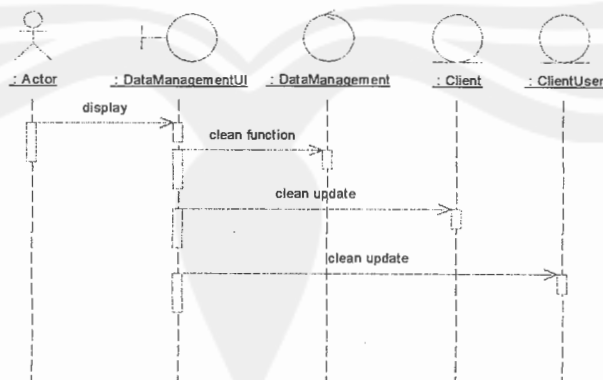 : Actor
: DataManagementUI
: DataManagement
: Client
: ClientUser
display
clean function
clean update
clean update